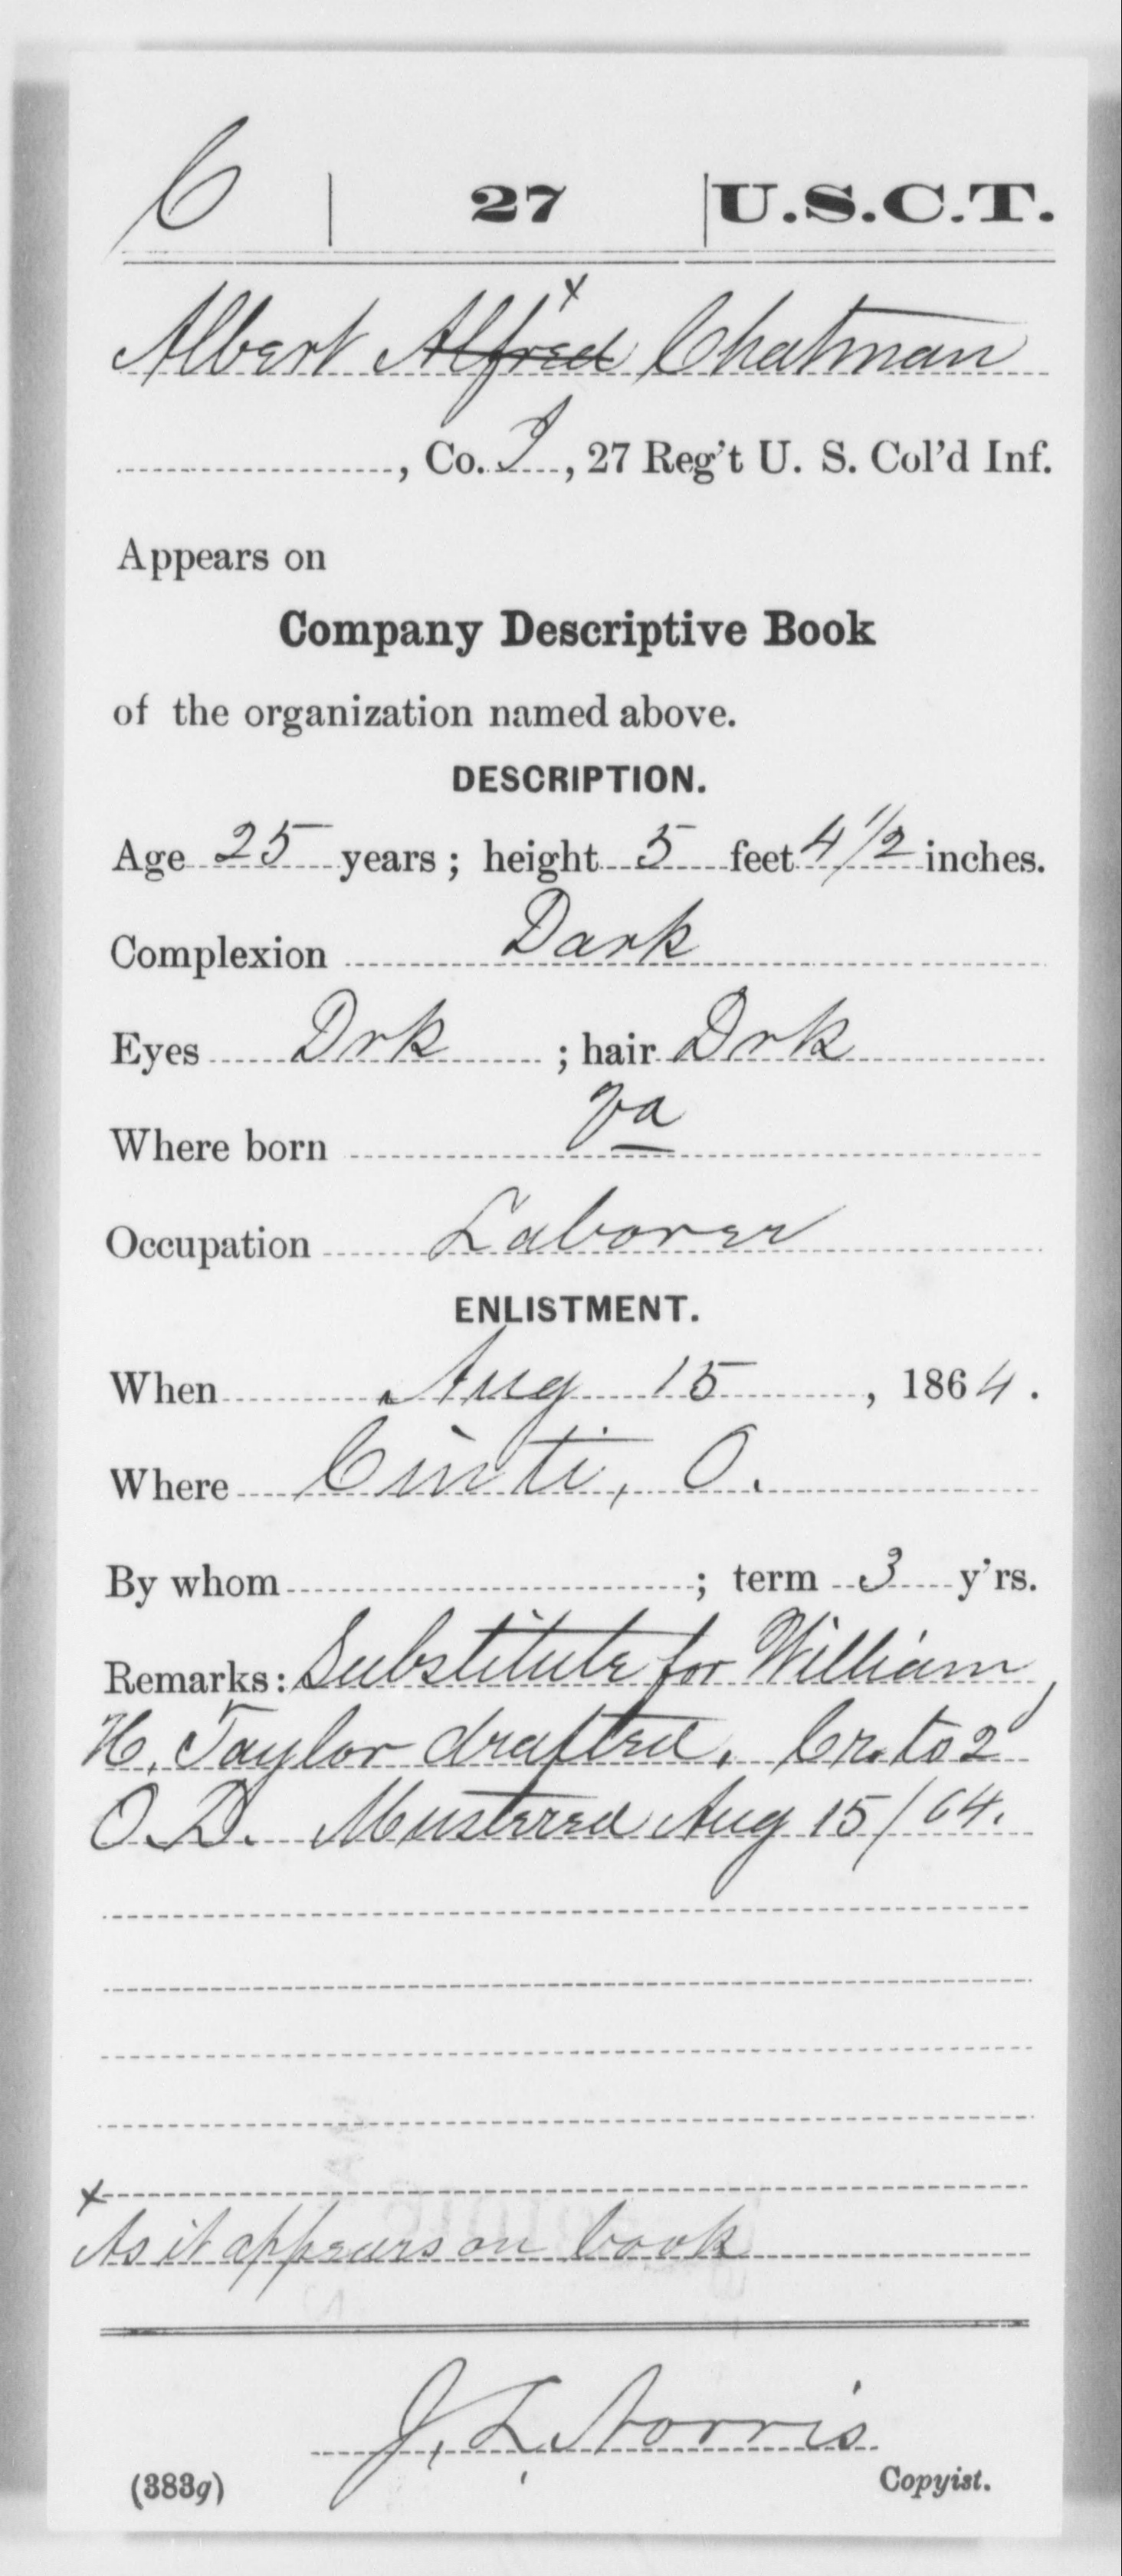 C | 27 | U.S.C.T.
Albert Alfred x Chatman
, Co. I, 27 Reg't U. S. Col'd Inf.
Appears on
Company Descriptive Book
of the organization named above.
DESCRIPTION.
Age 25 years; height 5 feet 4 1/2 inches.
Complexion Dark
Eyes Drk ; hair Drk
Where born Va
Occupation Laborer
ENLISTMENT.
When Aug 15, 1864.
Where Cinti, O.
By whom ; term 3 y'rs.
Remarks: Substitute for William
H. Taylor drafted. Cr. to 2d
O.D. Mustered Aug 15/64.
x
As it appears on book
J. L. Norris
(383g) Copyist.